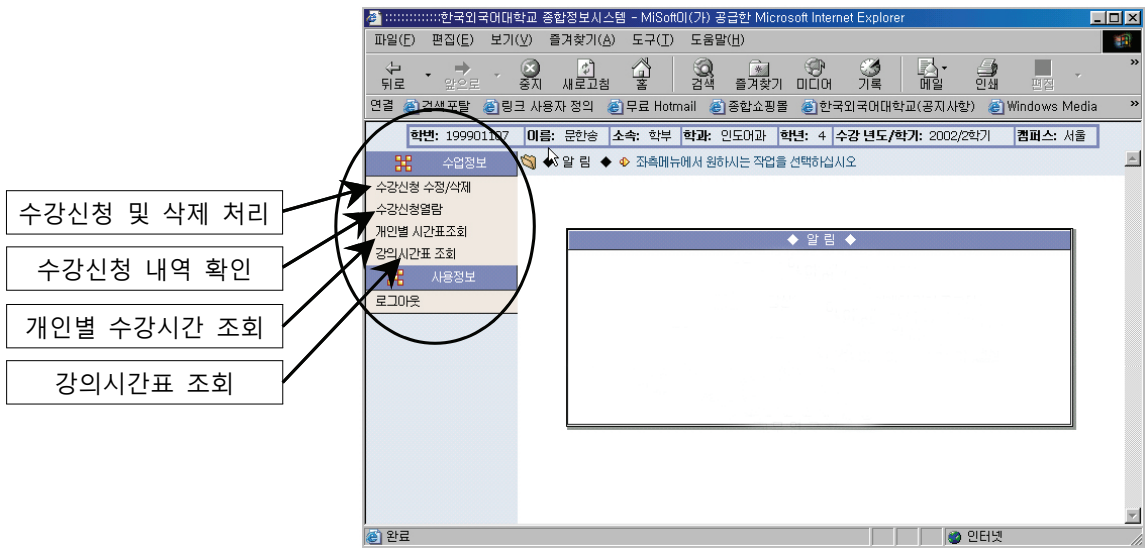 :::::::::::::한국외국어대학교 종합정보시스템 - MiSoft이(가) 공급한 Microsoft Internet Explorer
파일(F) 편집(E) 보기(V) 즐겨찾기(A) 도구(T) 도움말(H)
뒤로 앞으로 중지 새로고침 홈 검색 즐겨찾기 미디어 기록 메일 인쇄 편집 »
연결 검색포탈 링크 사용자 정의 무료 Hotmail 종합쇼핑몰 한국외국어대학교(공지사항) Windows Media »
학번: 199901107 이름: 문한송 소속: 학부 학과: 인도어과 학년: 4 수강 년도/학기: 2002/2학기 캠퍼스: 서울
수업정보
◆ 알 림 ◆ 좌측메뉴에서 원하시는 작업을 선택하십시오
수강신청 수정/삭제
수강신청열람
개인별 시간표조회
강의시간표 조회
사용정보
로그아웃
◆ 알 림 ◆
수강신청 및 삭제 처리
수강신청 내역 확인
개인별 수강시간 조회
강의시간표 조회
완료
인터넷